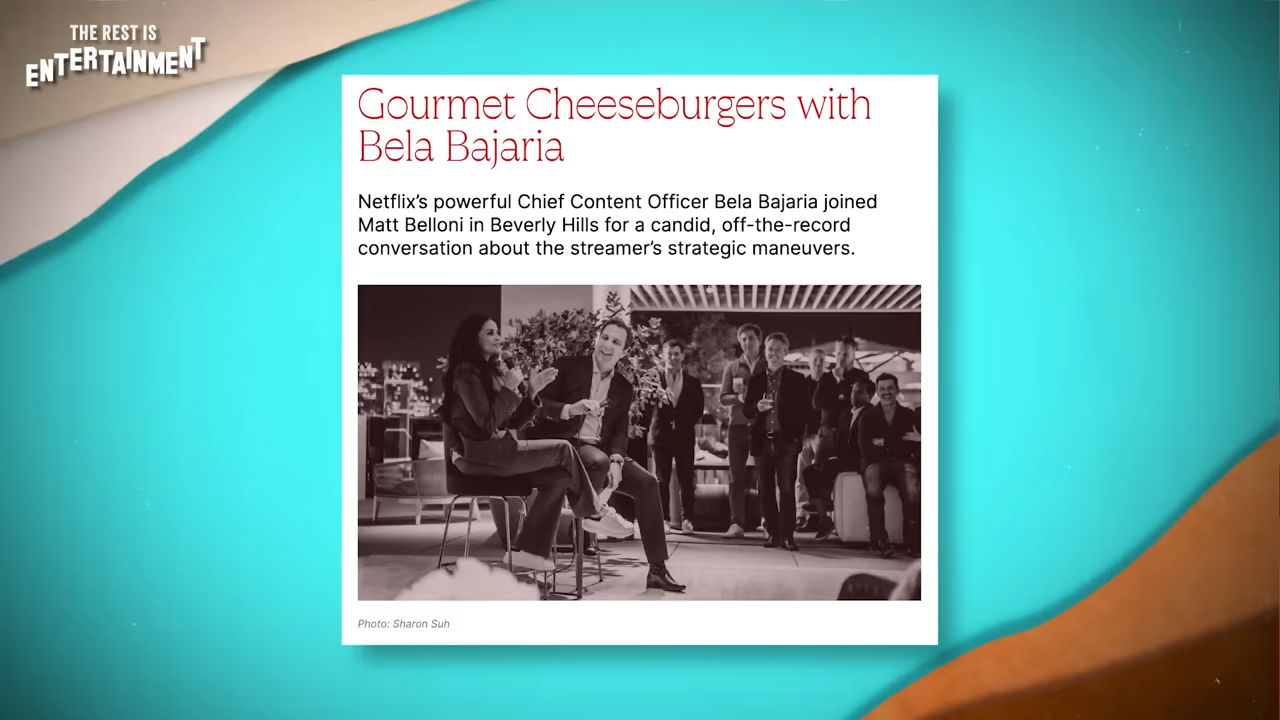 THE REST IS
ENTERTAINMENT
Gourmet Cheeseburgers with
Bela Bajaria
Netflix’s powerful Chief Content Officer Bela Bajaria joined
Matt Belloni in Beverly Hills for a candid, off-the-record
conversation about the streamer’s strategic maneuvers.
Photo: Sharon Suh